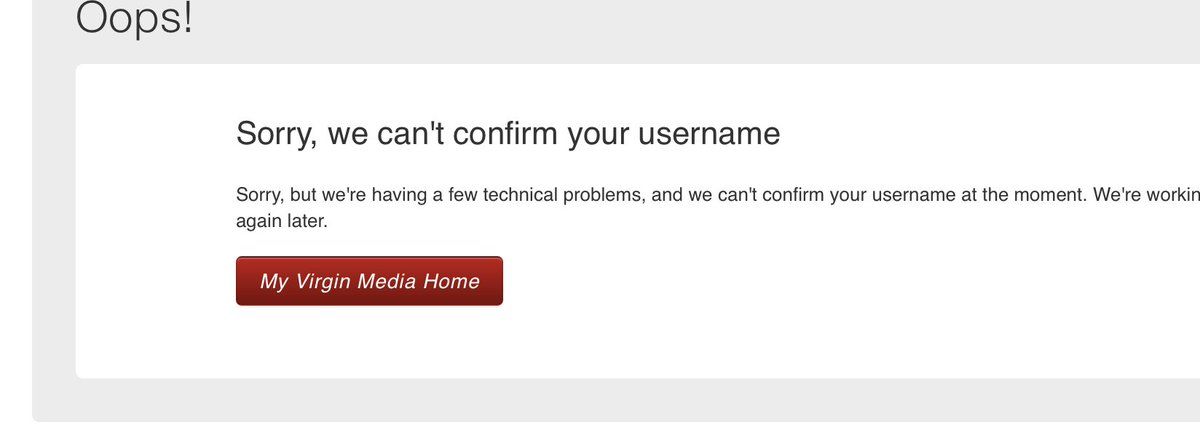 Oops!
Sorry, we can't confirm your username
Sorry, but we're having a few technical problems, and we can't confirm your username at the moment. We're workin
again later.
My Virgin Media Home